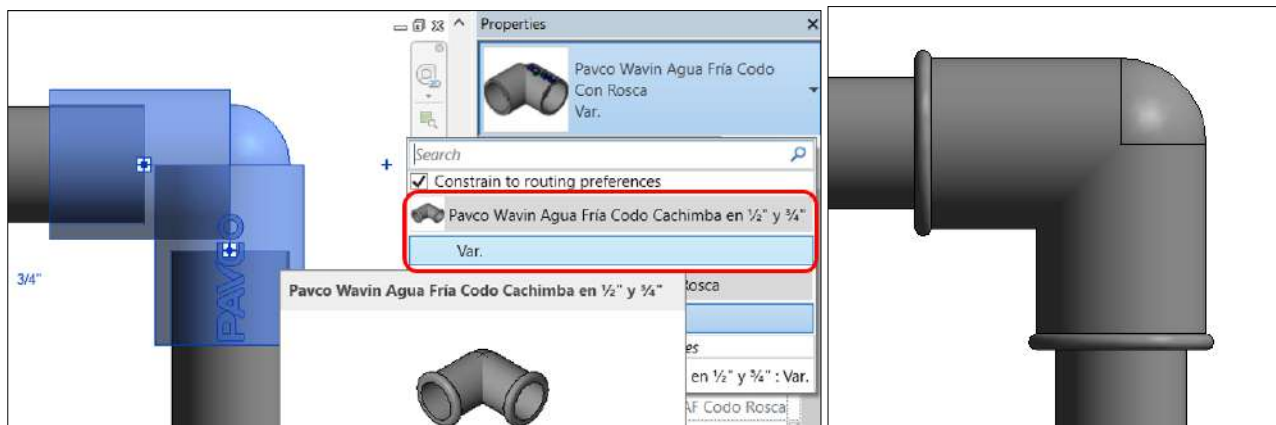 Properties
Pavco Wavin Agua Fría Codo
Con Rosca
Var.
Search
Constrain to routing preferences
Pavco Wavin Agua Fría Codo Cachimba en ½" y ¾"
Var.
3/4"
PAVCO
Pavco Wavin Agua Fría Codo Cachimba en ½" y ¾"
Rosca
en ½" y ¾" : Var.
AF Codo Rosca